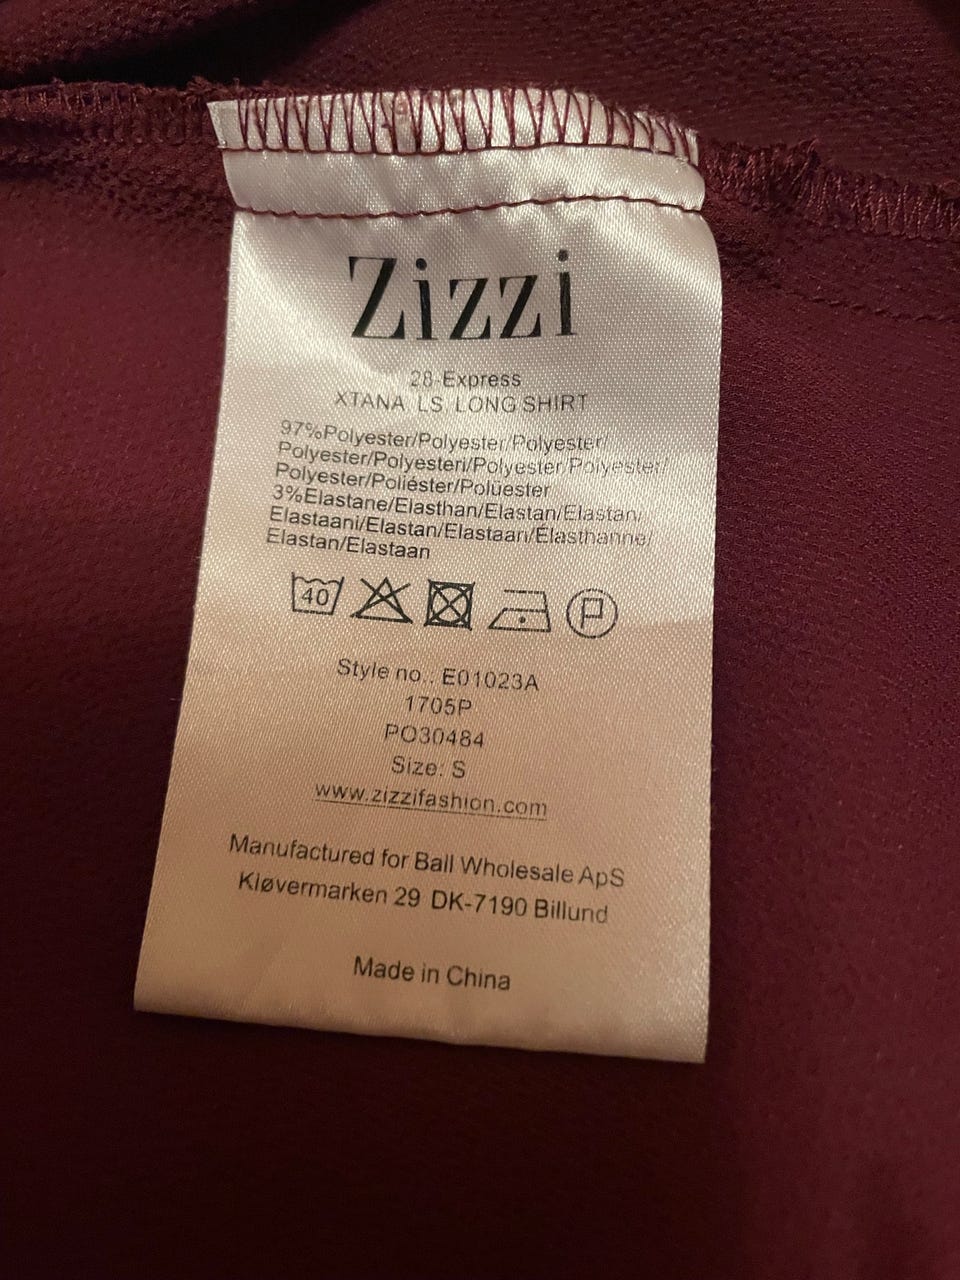 Zizzi
28-Express
XTANA LS LONG SHIRT
97%Polyester/Polyester/Polyester/
Polyester/Polyesteri/Polyester Polyester/
Polyester/Poliéster/Polüester
3%Elastane/Elasthan/Elastan/Elastan/
Elastaani/Elastan/Elastaan/Élasthanne/
Elastan/Elastaan
40
P
Style no.: E01023A
1705P
PO30484
Size: S
www.zizzifashion.com
Manufactured for Ball Wholesale ApS
Kløvermarken 29 DK-7190 Billund
Made in China